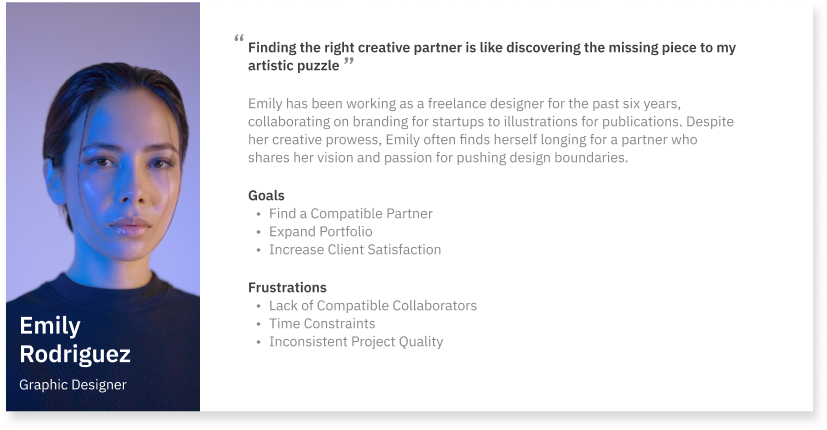 “ Finding the right creative partner is like discovering the missing piece to my
artistic puzzle ”
Emily has been working as a freelance designer for the past six years,
collaborating on branding for startups to illustrations for publications. Despite
her creative prowess, Emily often finds herself longing for a partner who
shares her vision and passion for pushing design boundaries.
Goals
• Find a Compatible Partner
• Expand Portfolio
• Increase Client Satisfaction
Frustrations
• Lack of Compatible Collaborators
• Time Constraints
• Inconsistent Project Quality
Emily
Rodriguez
Graphic Designer